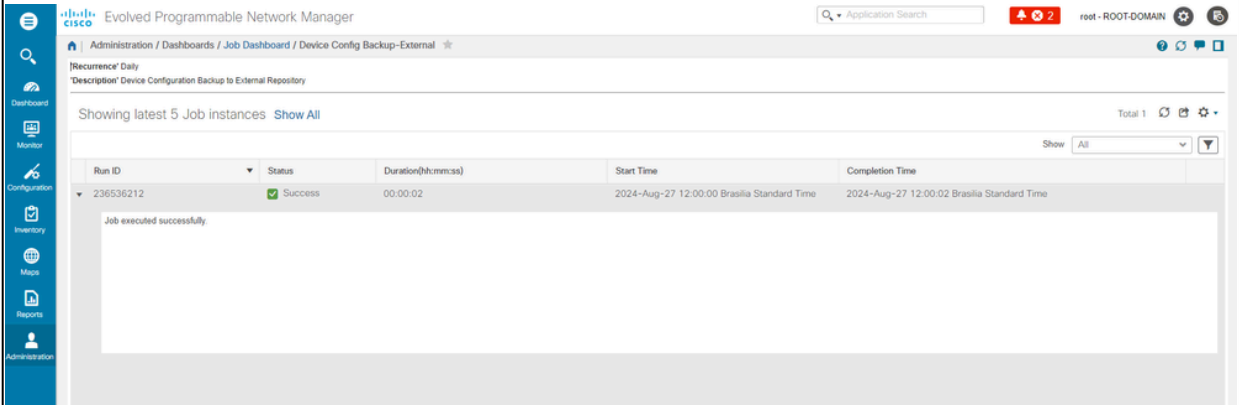 cisco Evolved Programmable Network Manager
Application Search
2
root - ROOT-DOMAIN
Administration / Dashboards / Job Dashboard / Device Config Backup-External
'Recurrence' Daily
'Description' Device Configuration Backup to External Repository
Dashboard
Monitor
Configuration
Inventory
Maps
Reports
Administration
Showing latest 5 Job instances Show All
Total 1
Show All
Run ID Status Duration(hh:mm:ss) Start Time Completion Time
236536212 Success 00:00:02 2024-Aug-27 12:00:00 Brasilia Standard Time 2024-Aug-27 12:00:02 Brasilia Standard Time
Job executed successfully.